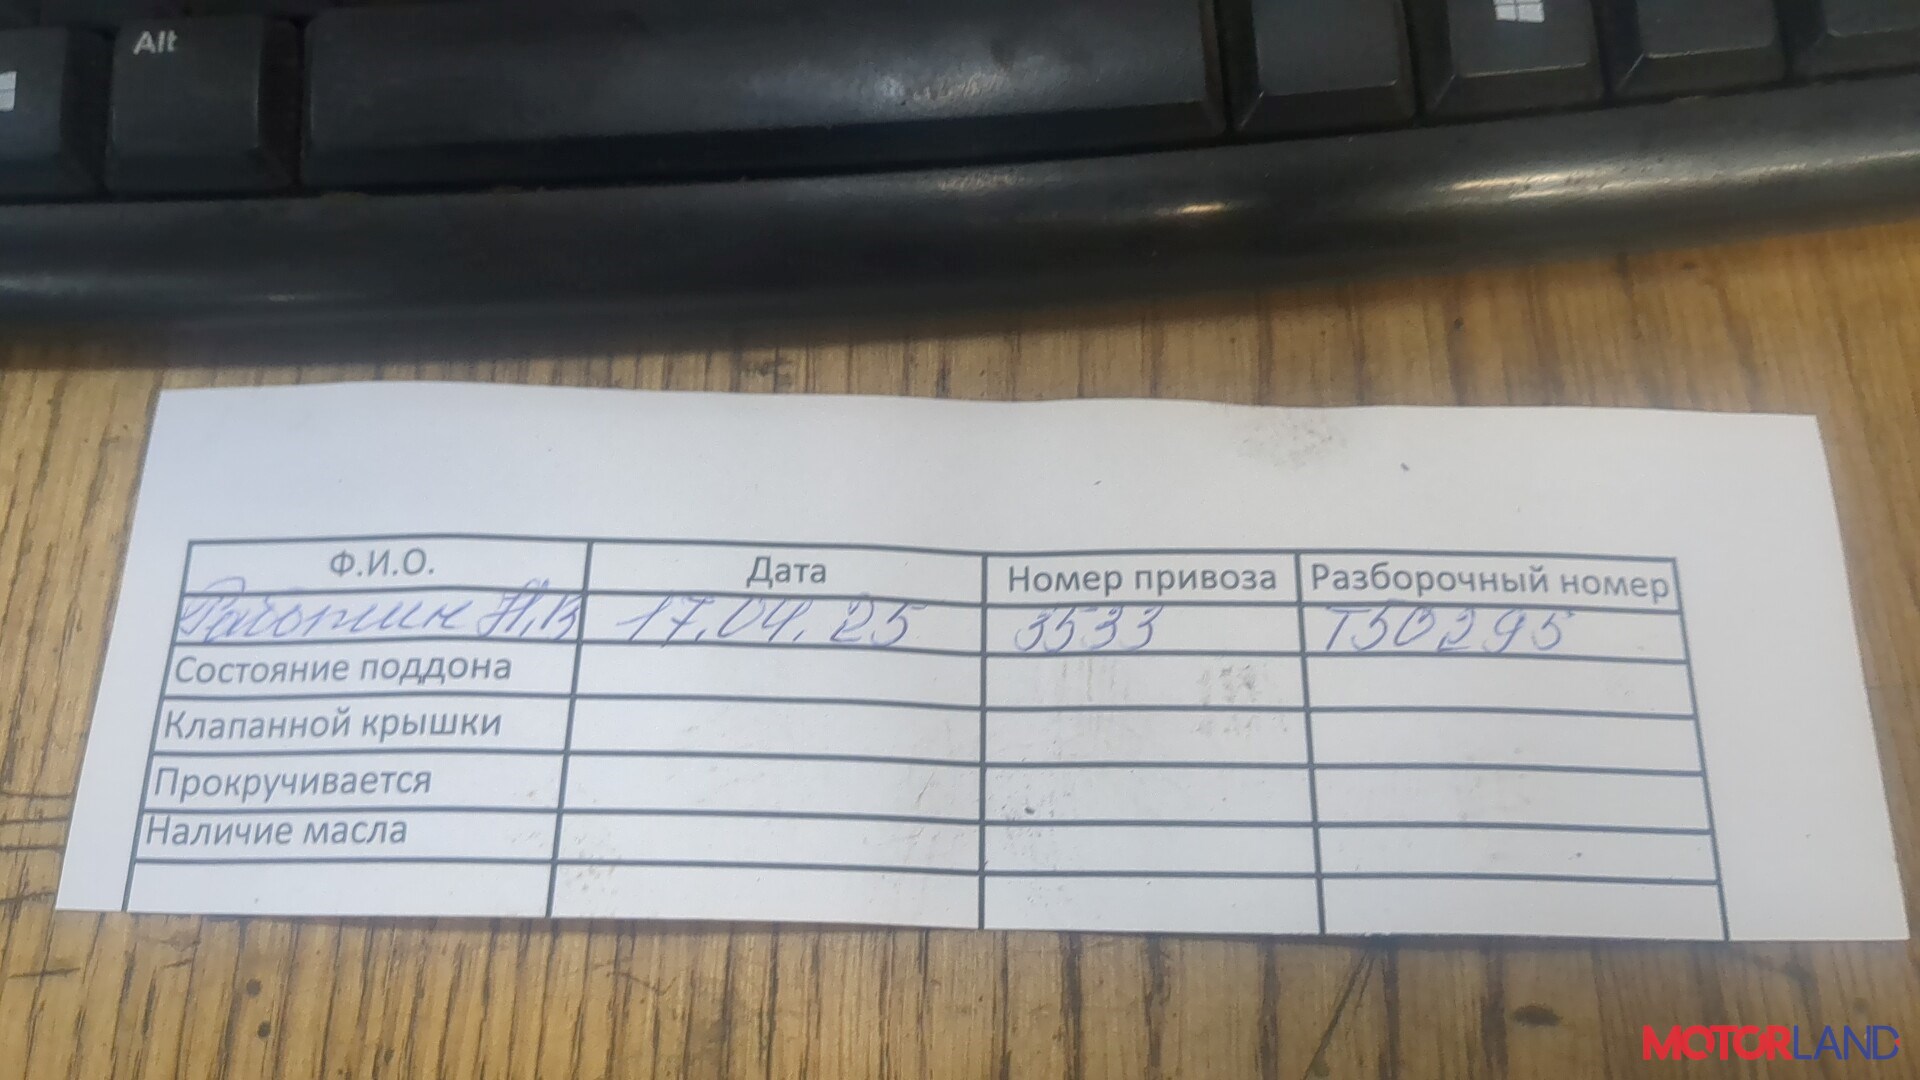 Alt
Ф.И.О. Дата Номер привоза Разборочный номер
17.04.25 3533 T50295
Состояние поддона
Клапанной крышки
Прокручивается
Наличие масла
MOTORLAND